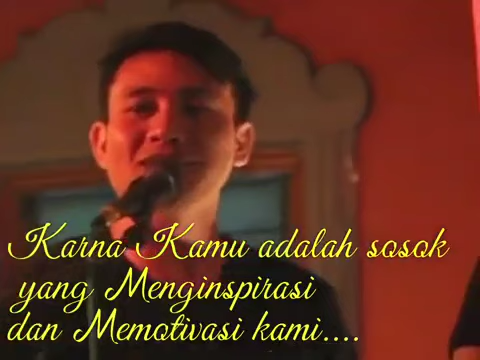 Karna Kamu adalah sosok
yang Menginspirasi
dan Memotivasi kami....